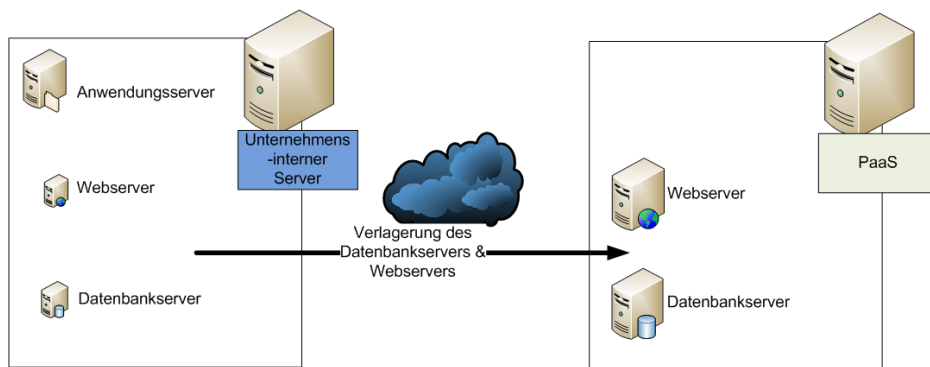 Anwendungsserver
Webserver
Datenbankserver
Unternehmens
-interner
Server
Verlagerung des
Datenbankservers &
Webservers
Webserver
Datenbankserver
PaaS